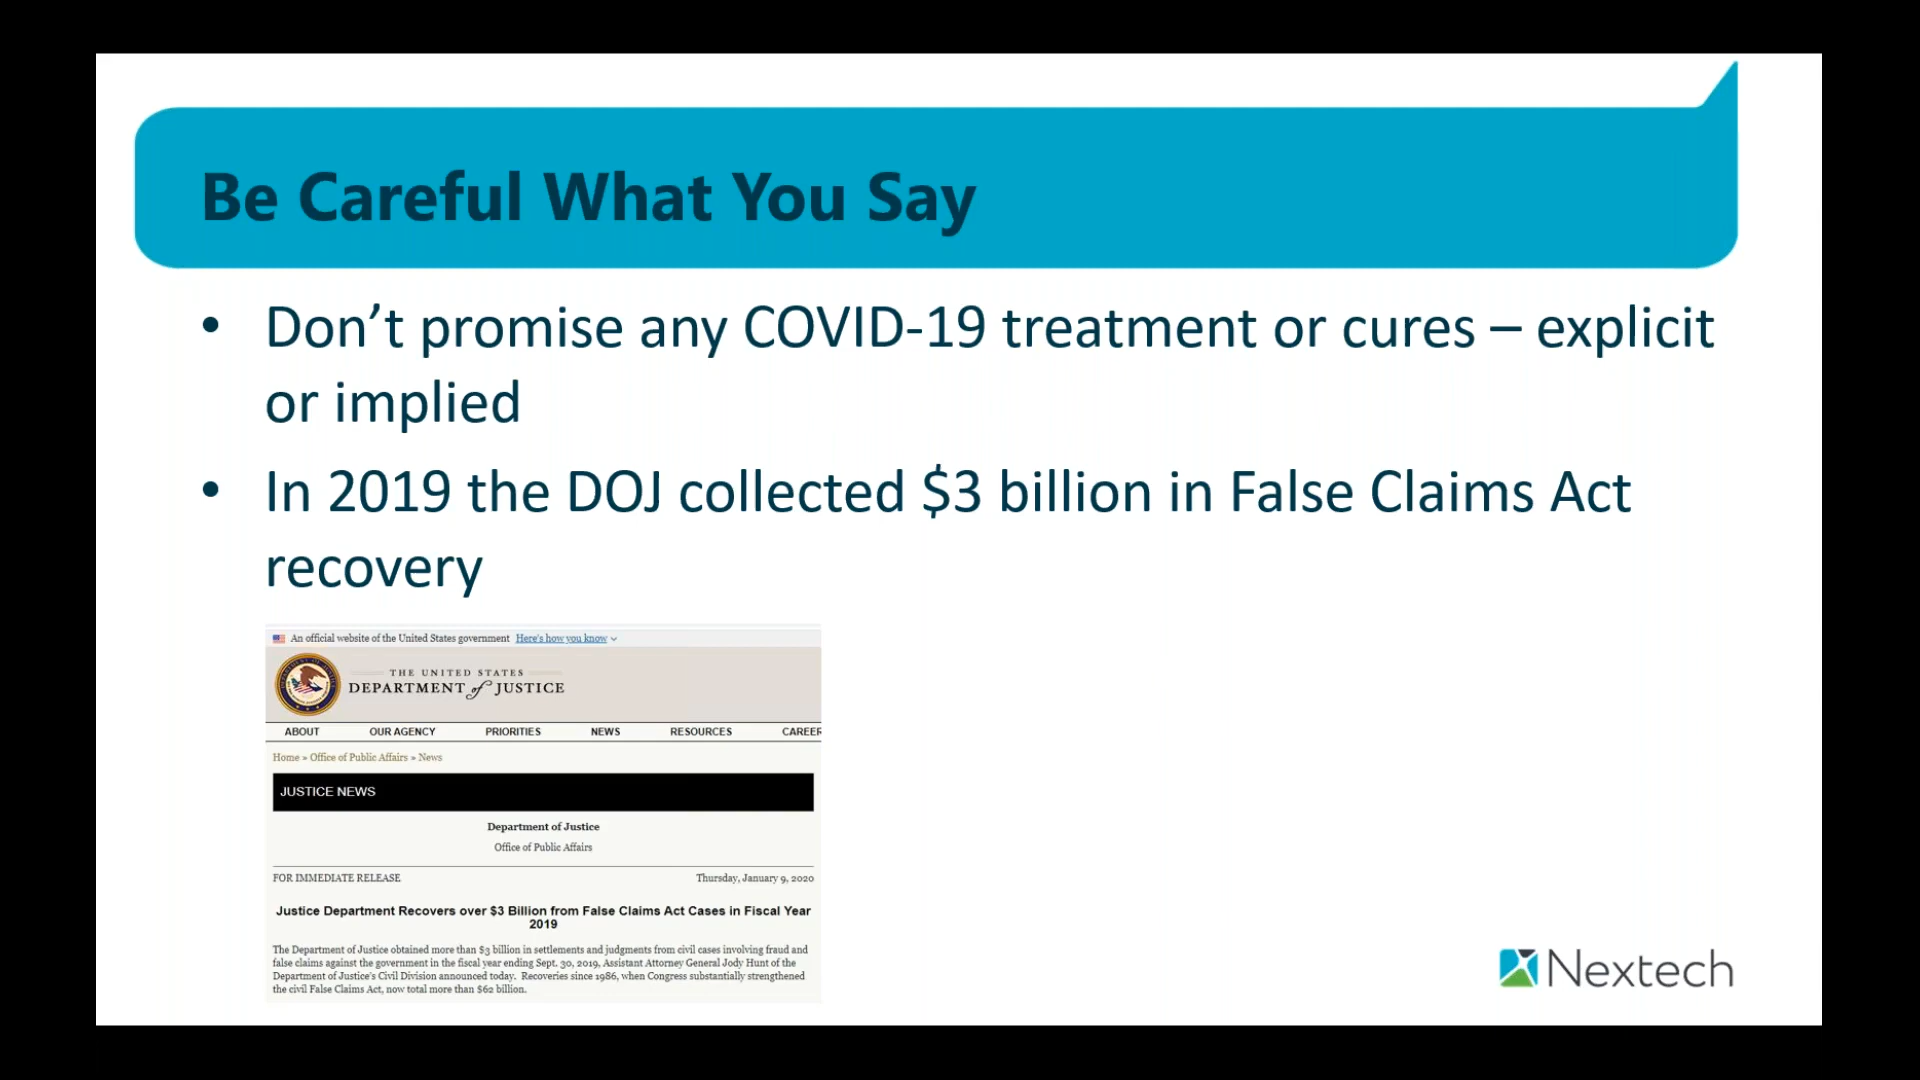 Be Careful What You Say
• Don’t promise any COVID-19 treatment or cures – explicit
or implied
• In 2019 the DOJ collected $3 billion in False Claims Act
recovery
An official website of the United States government Here's how you know
THE UNITED STATES
DEPARTMENT of JUSTICE
ABOUT OUR AGENCY PRIORITIES NEWS RESOURCES CAREER
Home » Office of Public Affairs » News
JUSTICE NEWS
Department of Justice
Office of Public Affairs
FOR IMMEDIATE RELEASE Thursday, January 9, 2020
Justice Department Recovers over $3 Billion from False Claims Act Cases in Fiscal Year
2019
The Department of Justice obtained more than $3 billion in settlements and judgments from civil cases involving fraud and
false claims against the government in the fiscal year ending Sept. 30, 2019, Assistant Attorney General Jody Hunt of the
Department of Justice's Civil Division announced today. Recoveries since 1986, when Congress substantially strengthened
the civil False Claims Act, now total more than $62 billion.
Nextech